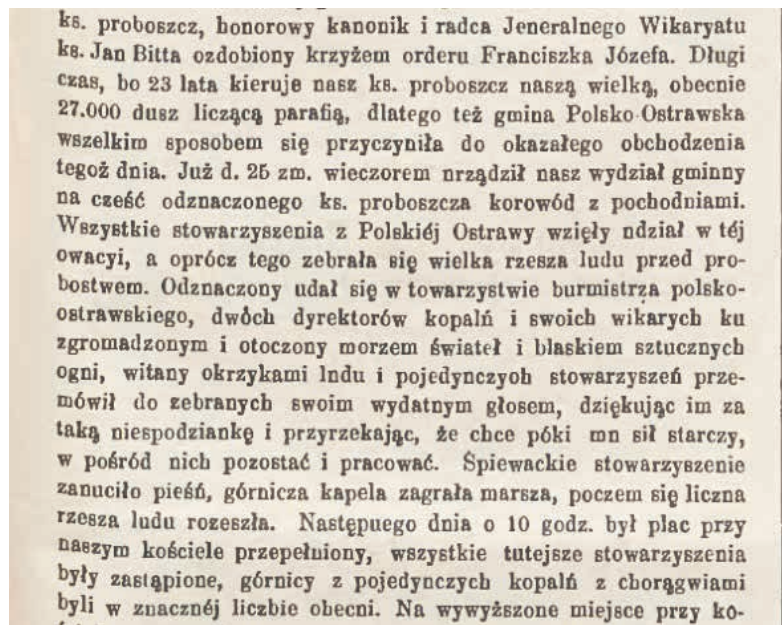 ks. proboszcz, honorowy kanonik i radca Jeneralnego Wikaryatu
ks. Jan Bitta ozdobiony krzyżem orderu Franciszka Józefa. Długi
czas, bo 23 lata kieruje nasz ks. proboszcz naszą wielką, obecnie
27.000 dusz liczącą parafią, dlatego też gmina Polsko-Ostrawska
wszelkim sposobem się przyczyniła do okazałego obchodzenia
tegoż dnia. Już d. 25 zm. wieczorem nrządził nasz wydział gminny
na cześć odznaczonego ks. proboszcza korowód z pochodniami.
Wszystkie stowarzyszenia z Polskiéj Ostrawy wzięły ndział w téj
owacyi, a oprócz tego zebrała się wielka rzesza ludu przed pro-
bostwem. Odznaczony udał się w towarzystwie burmistrza polsko-
ostrawskiego, dwóch dyrektorów kopalń i swoich wikarych ku
zgromadzonym i otoczony morzem świateł i blaskiem sztucznych
ogni, witany okrzykami lndu i pojedynczyoh stowarzyszeń prze-
mówił do zebranych swoim wydatnym głosem, dziękując im za
taką niespodziankę i przyrzekając, że chce póki mn sił starczy,
w pośród nich pozostać i pracować. Śpiewackie stowarzyszenie
zanuciło pieśń, górnicza kapela zagrała marsza, poczem się liczna
rzesza ludu rozeszła. Następuego dnia o 10 godz. był plac przy
naszym kościele przepełniony, wszystkie tutejsze stowarzyszenia
były zastąpione, górnicy z pojedynczych kopalń z chorągwiami
byli w znacznéj liczbie obecni. Na wywyższone miejsce przy ko-